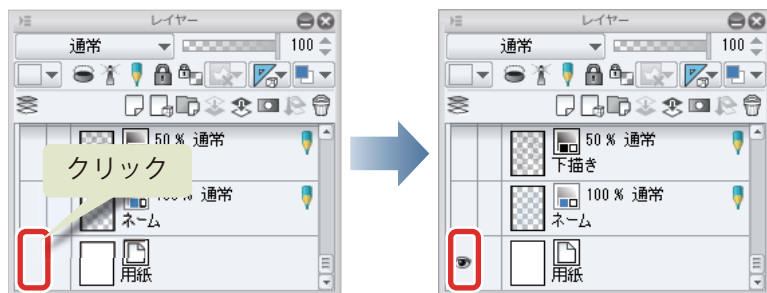 レイヤー
通常
100
50 % 通常
クリック
100 % 通常
ネーム
用紙
レイヤー
通常
100
50 % 通常
下描き
100 % 通常
ネーム
用紙